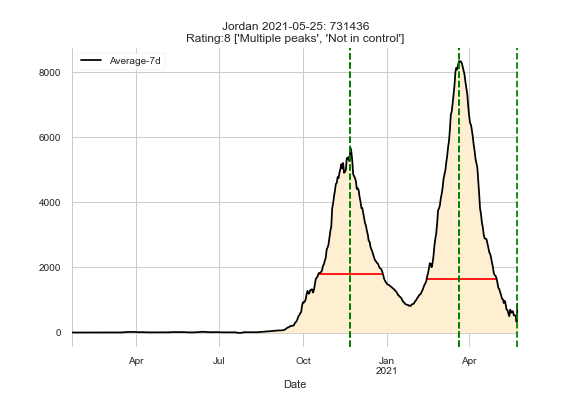 Jordan 2021-05-25: 731436
Rating:8 ['Multiple peaks', 'Not in control']
Average-7d
8000
6000
4000
2000
0
Apr
Jul
Oct
Jan
2021
Apr
Date